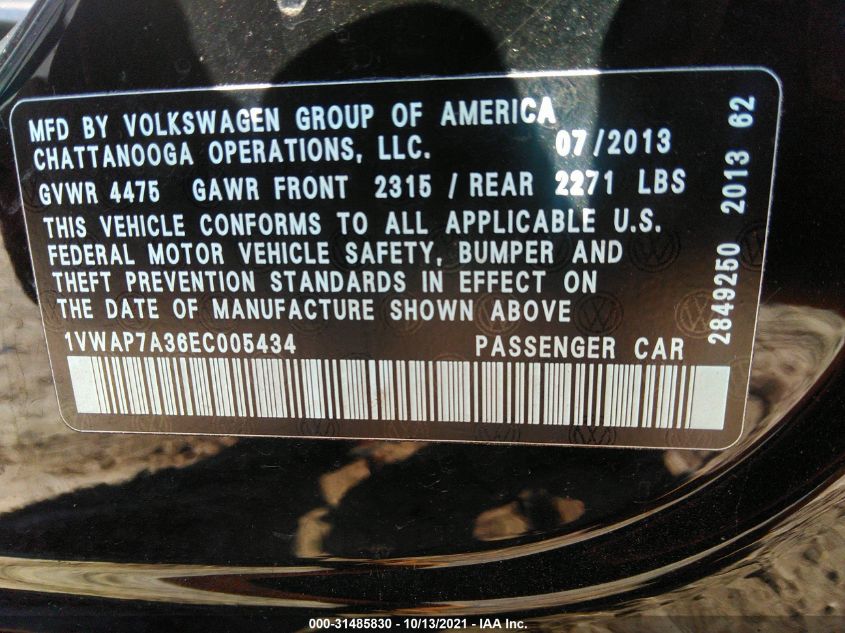 MFD BY VOLKSWAGEN GROUP OF AMERICA
CHATTANOOGA OPERATIONS, LLC. 07/2013
GVWR 4475 GAWR FRONT 2315 / REAR 2271 LBS
THIS VEHICLE CONFORMS TO ALL APPLICABLE U.S.
FEDERAL MOTOR VEHICLE SAFETY, BUMPER AND
THEFT PREVENTION STANDARDS IN EFFECT ON
THE DATE OF MANUFACTURE SHOWN ABOVE
1VWAP7A36EC005434 PASSENGER CAR
2849250 2013 62
000-31485830 - 10/13/2021 - IAA Inc.